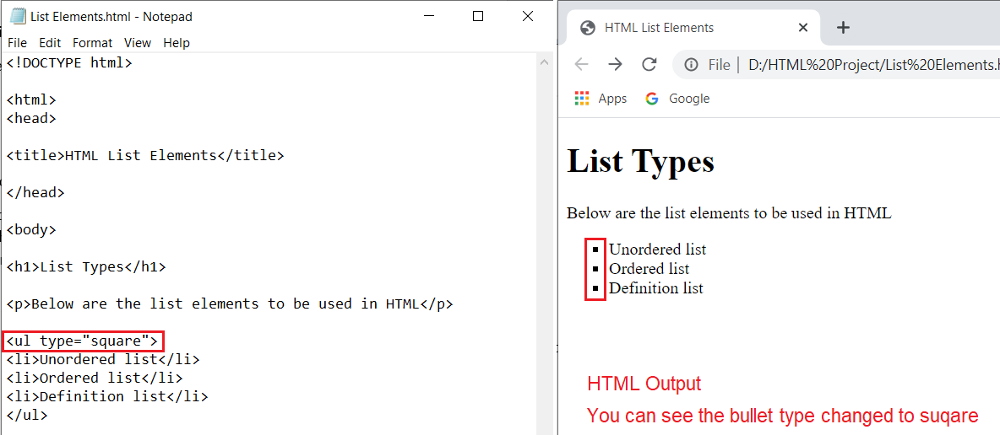 List Elements.html - Notepad
File Edit Format View Help
<!DOCTYPE html>
<html>
<head>
<title>HTML List Elements</title>
</head>
<body>
<h1>List Types</h1>
<p>Below are the list elements to be used in HTML</p>
<ul type="square">
<li>Unordered list</li>
<li>Ordered list</li>
<li>Definition list</li>
</ul>
HTML List Elements
File | D:/HTML%20Project/List%20Elements.h
Apps Google
List Types
Below are the list elements to be used in HTML
▪ Unordered list
▪ Ordered list
▪ Definition list
HTML Output
You can see the bullet type changed to suqare